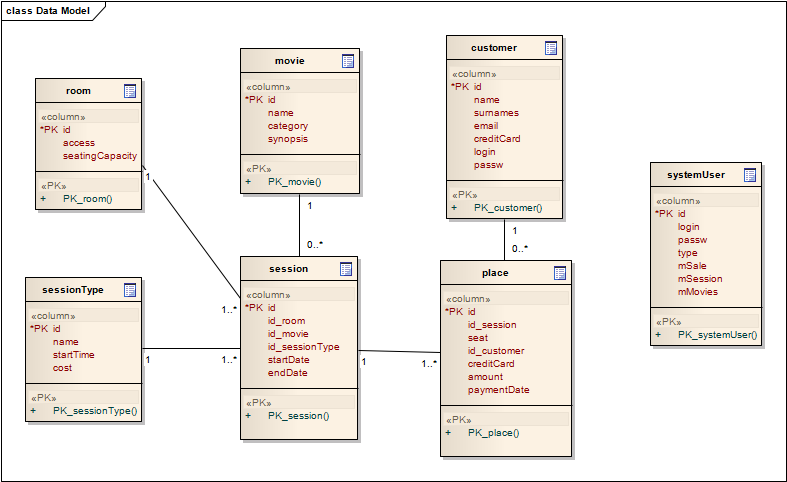 class Data Model
room
«column»
*PK id
access
seatingCapacity
«PK»
+ PK_room()
movie
«column»
*PK id
name
category
synopsis
«PK»
+ PK_movie()
customer
«column»
*PK id
name
surnames
email
creditCard
login
passw
«PK»
+ PK_customer()
systemUser
«column»
*PK id
login
passw
type
mSale
mSession
mMovies
«PK»
+ PK_systemUser()
1
1
0..*
1
0..*
sessionType
«column»
*PK id
name
startTime
cost
«PK»
+ PK_sessionType()
1..*
1
1..*
session
«column»
*PK id
id_room
id_movie
id_sessionType
startDate
endDate
«PK»
+ PK_session()
1
1..*
place
«column»
*PK id
id_session
seat
id_customer
creditCard
amount
paymentDate
«PK»
+ PK_place()